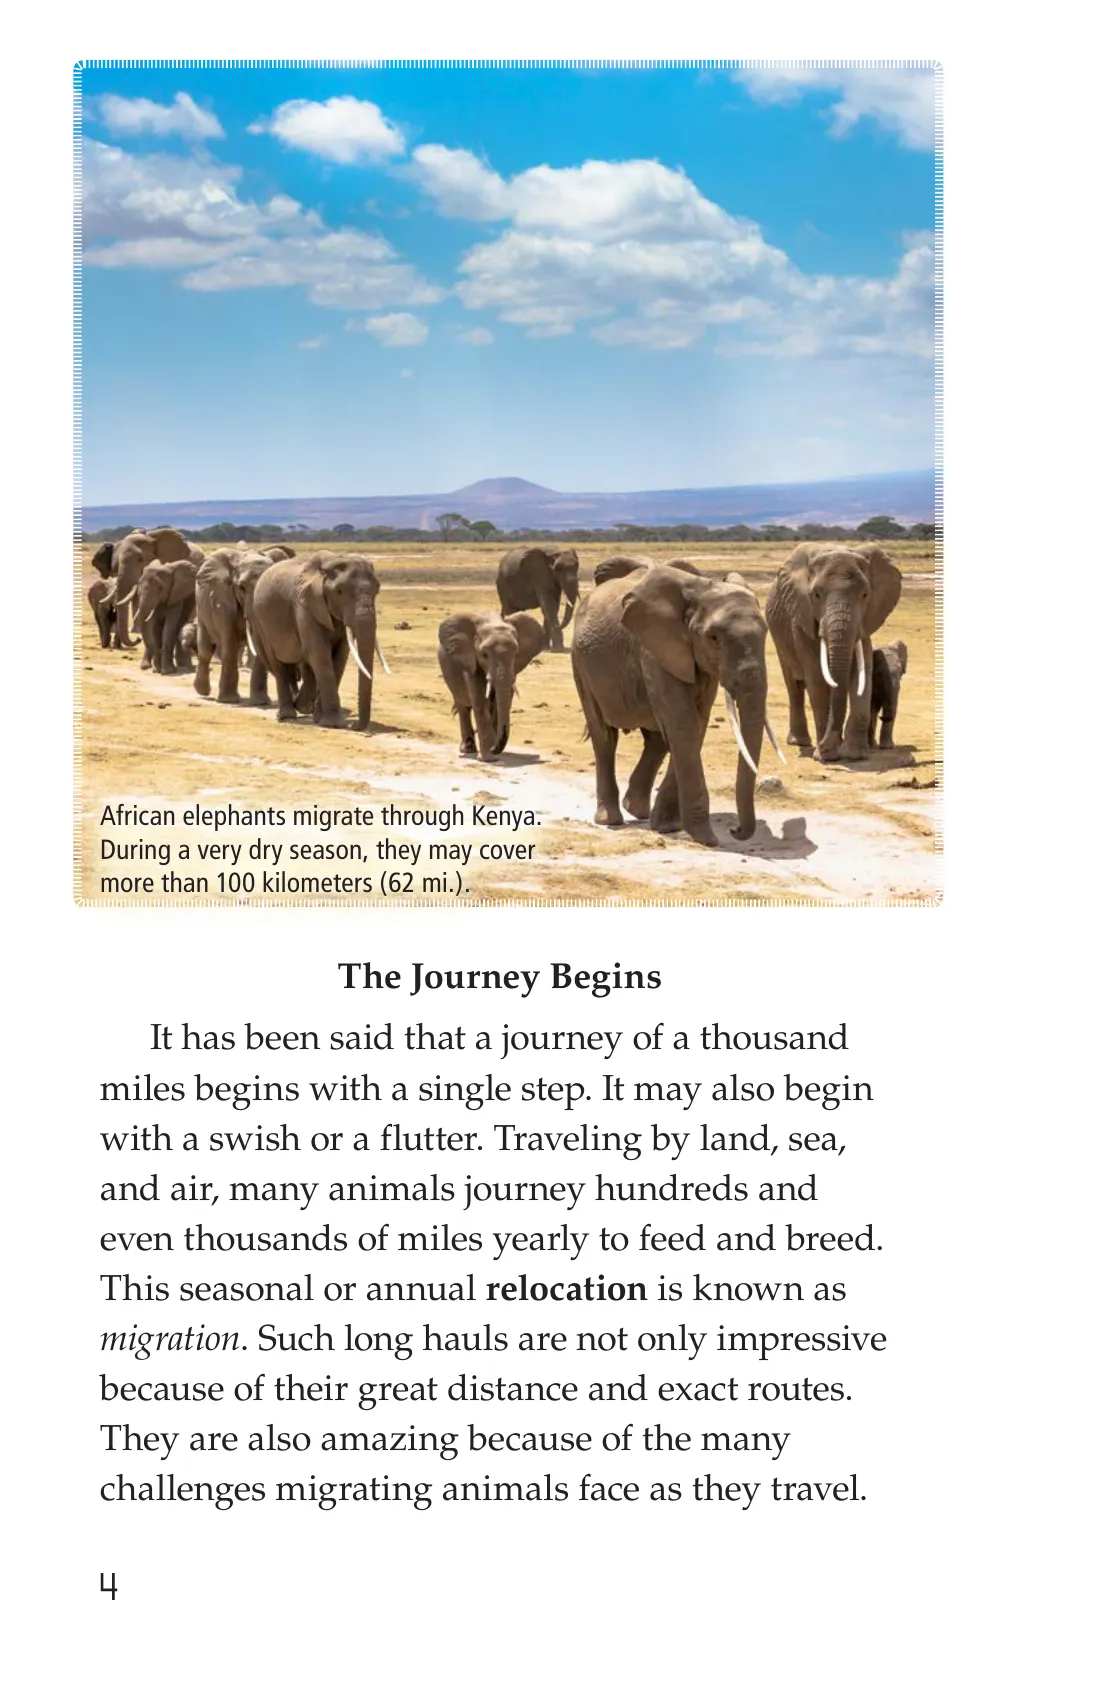 African elephants migrate through Kenya.
During a very dry season, they may cover
more than 100 kilometers (62 mi.).
The Journey Begins
It has been said that a journey of a thousand
miles begins with a single step. It may also begin
with a swish or a flutter. Traveling by land, sea,
and air, many animals journey hundreds and
even thousands of miles yearly to feed and breed.
This seasonal or annual relocation is known as
migration. Such long hauls are not only impressive
because of their great distance and exact routes.
They are also amazing because of the many
challenges migrating animals face as they travel.
4